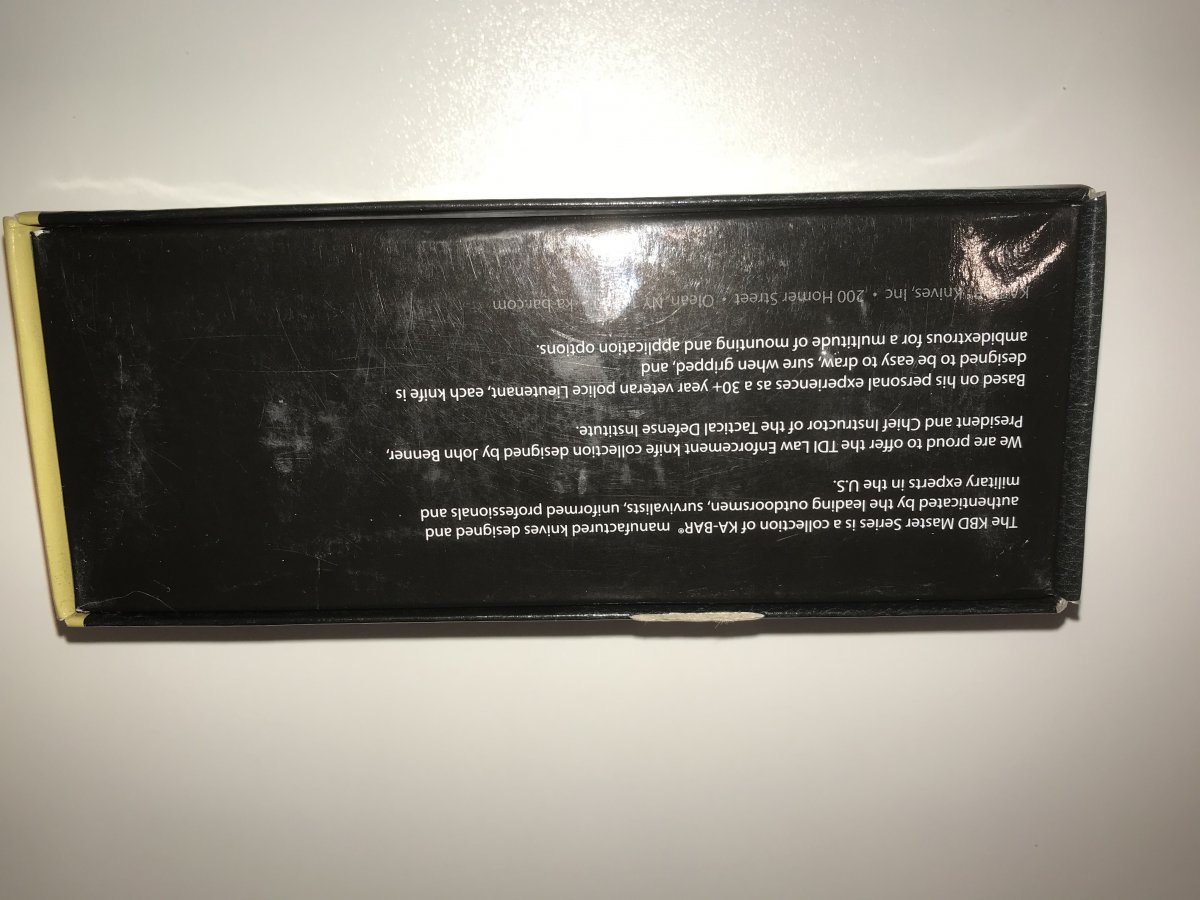 The KBD Master Series is a collection of KA-BAR® manufactured knives designed and
authenticated by the leading outdoorsmen, survivalists, uniformed professionals and
military experts in the U.S.
We are proud to offer the TDI Law Enforcement knife collection designed by John Benner,
President and Chief Instructor of the Tactical Defense Institute.
Based on his personal experiences as a 30+ year veteran police Lieutenant, each knife is
designed to be easy to draw, sure when gripped, and
ambidextrous for a multitude of mounting and application options.
Knives, Inc • 200 Homer Street • Olean, NY • ka-bar.com